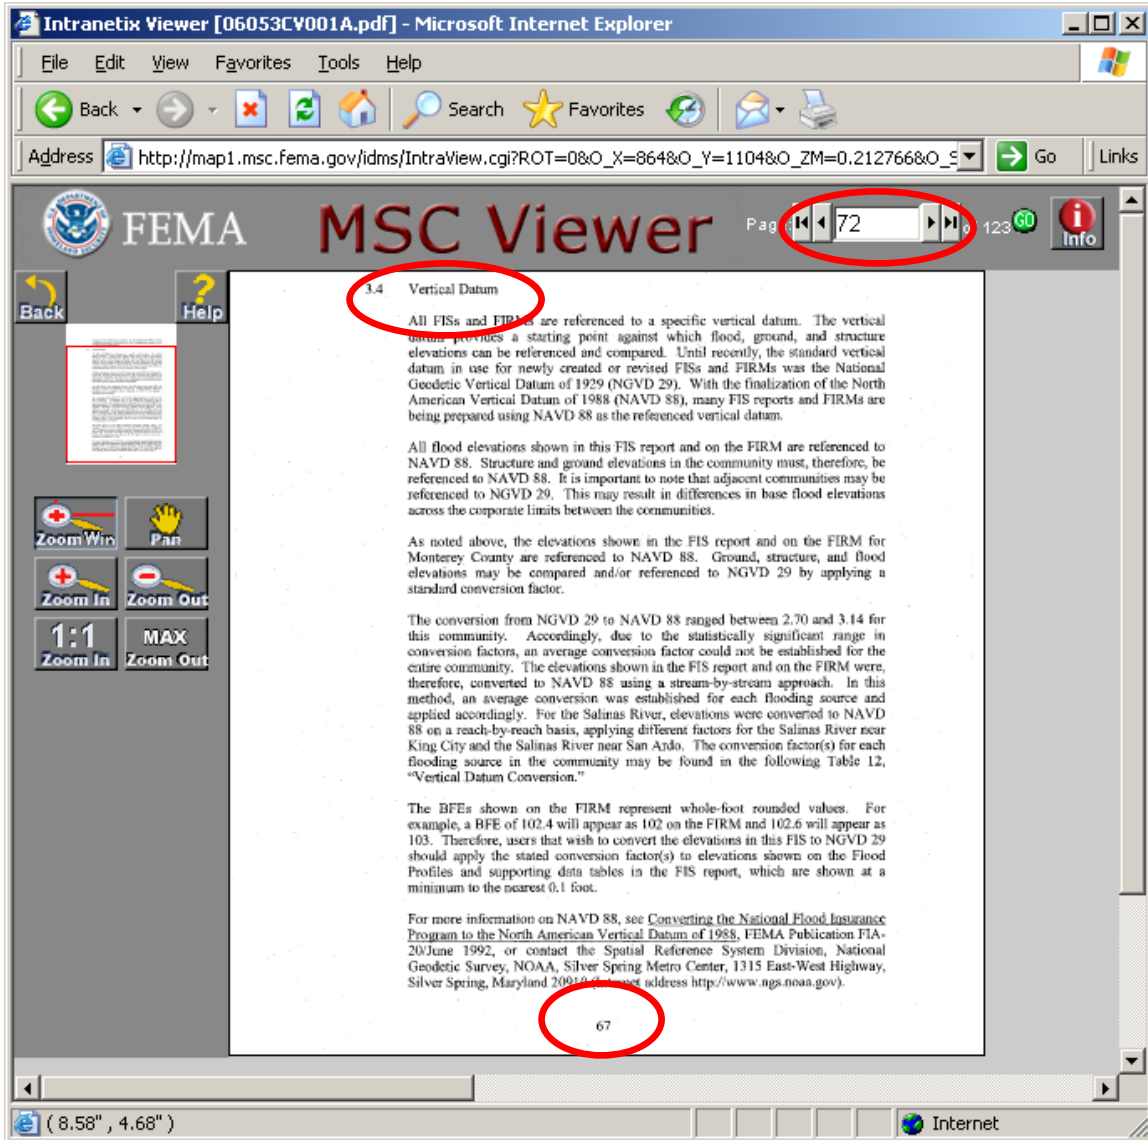 Intranetix Viewer [06053CV001A.pdf] - Microsoft Internet Explorer
File Edit View Favorites Tools Help
Back Search Favorites
Address http://map1.msc.fema.gov/idms/IntraView.cgi?ROT=0&O_X=864&O_Y=1104&O_ZM=0.212766&O_S Go Links
FEMA MSC Viewer Pag 72 of 123 GO i Info
Back ? Help
Zoom Win Pan
Zoom In Zoom Out
1:1 Zoom In MAX Zoom Out
3.4 Vertical Datum
All FISs and FIRMs are referenced to a specific vertical datum. The vertical
datum provides a starting point against which flood, ground, and structure
elevations can be referenced and compared. Until recently, the standard vertical
datum in use for newly created or revised FISs and FIRMs was the National
Geodetic Vertical Datum of 1929 (NGVD 29). With the finalization of the North
American Vertical Datum of 1988 (NAVD 88), many FIS reports and FIRMs are
being prepared using NAVD 88 as the referenced vertical datum.
All flood elevations shown in this FIS report and on the FIRM are referenced to
NAVD 88. Structure and ground elevations in the community must, therefore, be
referenced to NAVD 88. It is important to note that adjacent communities may be
referenced to NGVD 29. This may result in differences in base flood elevations
across the corporate limits between the communities.
As noted above, the elevations shown in the FIS report and on the FIRM for
Monterey County are referenced to NAVD 88. Ground, structure, and flood
elevations may be compared and/or referenced to NGVD 29 by applying a
standard conversion factor.
The conversion from NGVD 29 to NAVD 88 ranged between 2.70 and 3.14 for
this community. Accordingly, due to the statistically significant range in
conversion factors, an average conversion factor could not be established for the
entire community. The elevations shown in the FIS report and on the FIRM were,
therefore, converted to NAVD 88 using a stream-by-stream approach. In this
method, an average conversion was established for each flooding source and
applied accordingly. For the Salinas River, elevations were converted to NAVD
88 on a reach-by-reach basis, applying different factors for the Salinas River near
King City and the Salinas River near San Ardo. The conversion factor(s) for each
flooding source in the community may be found in the following Table 12,
“Vertical Datum Conversion.”
The BFEs shown on the FIRM represent whole-foot rounded values. For
example, a BFE of 102.4 will appear as 102 on the FIRM and 102.6 will appear as
103. Therefore, users that wish to convert the elevations in this FIS to NGVD 29
should apply the stated conversion factor(s) to elevations shown on the Flood
Profiles and supporting data tables in the FIS report, which are shown at a
minimum to the nearest 0.1 foot.
For more information on NAVD 88, see Converting the National Flood Insurance
Program to the North American Vertical Datum of 1988, FEMA Publication FIA-
20/June 1992, or contact the Spatial Reference System Division, National
Geodetic Survey, NOAA, Silver Spring Metro Center, 1315 East-West Highway,
Silver Spring, Maryland 20910 (Internet address http://www.ngs.noaa.gov).
67
( 8.58" , 4.68" ) Internet